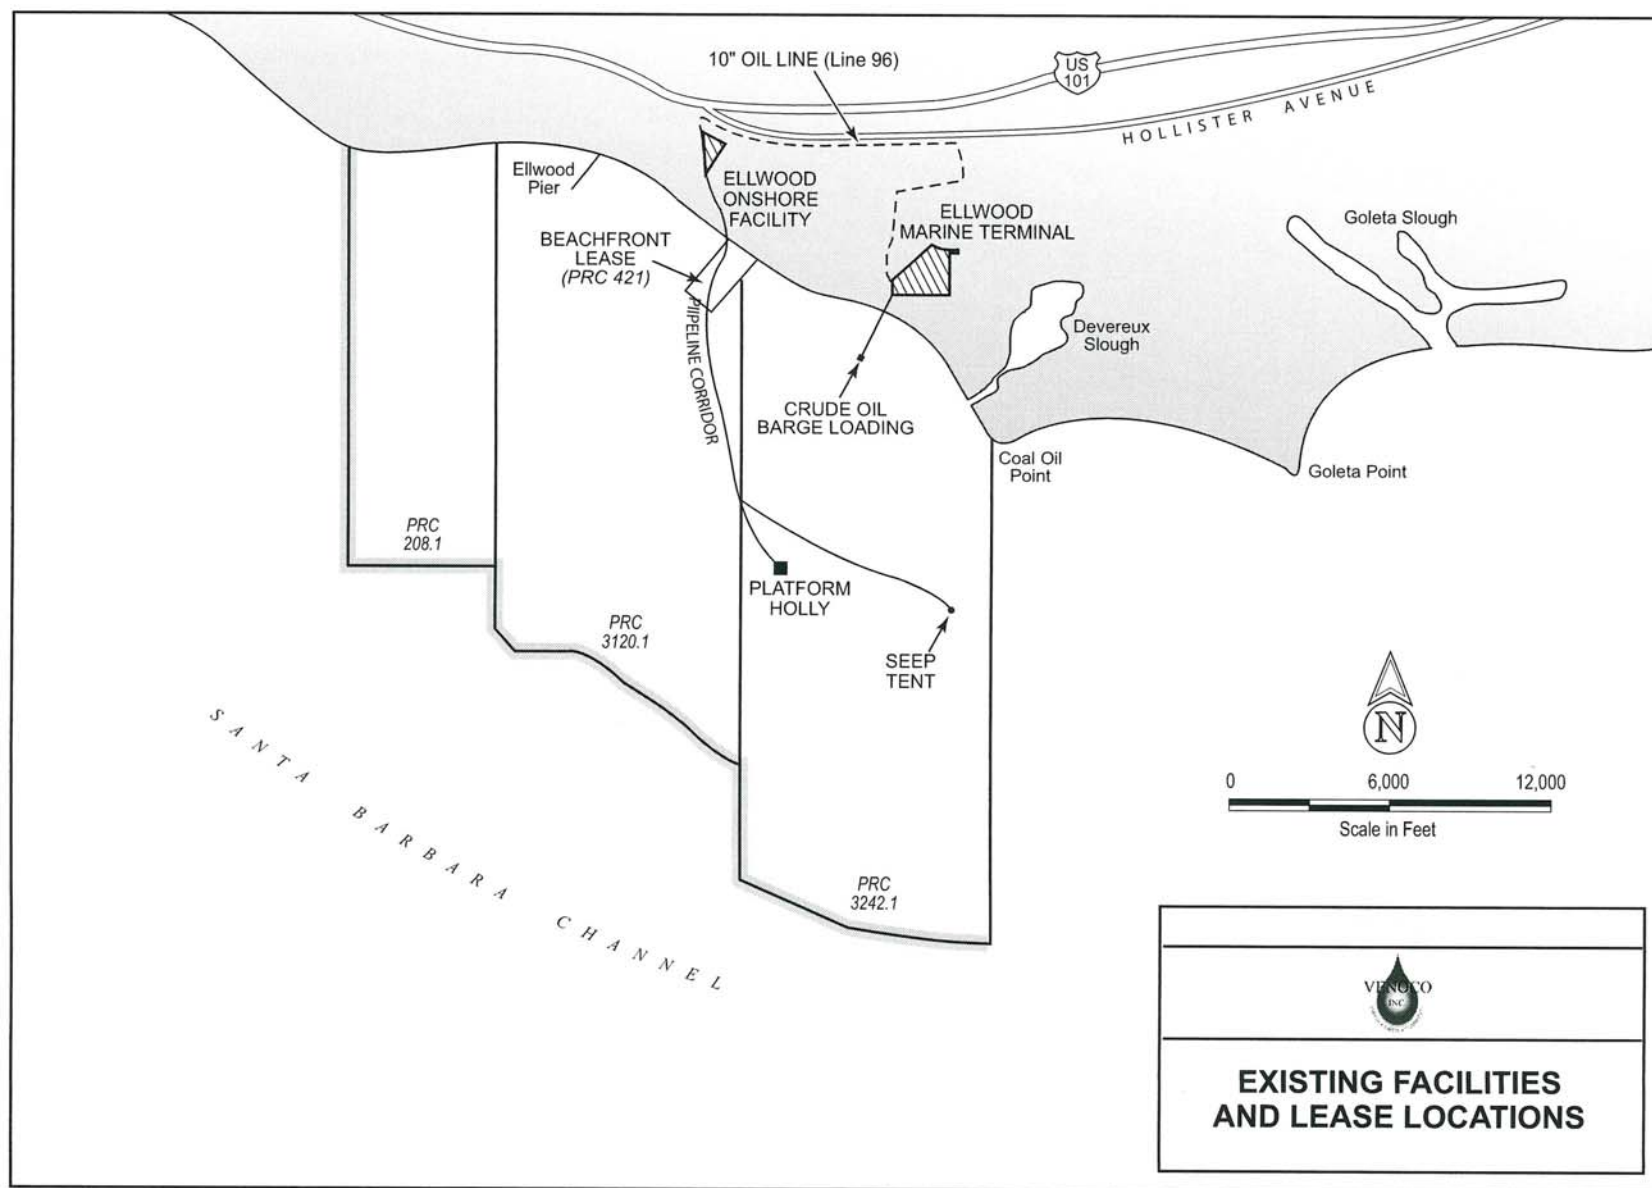 10" OIL LINE (Line 96)
US
101
HOLLISTER AVENUE
Ellwood
Pier
ELLWOOD
ONSHORE
FACILITY
ELLWOOD
MARINE TERMINAL
Goleta Slough
BEACHFRONT
LEASE
(PRC 421)
PIIPELINE CORRIDOR
Devereux
Slough
CRUDE OIL
BARGE LOADING
Coal Oil
Point
Goleta Point
PRC
208.1
PLATFORM
HOLLY
PRC
3120.1
SEEP
TENT
SANTA BARBARA CHANNEL
N
0 6,000 12,000
Scale in Feet
PRC
3242.1
VENOCO
INC.
EXISTING FACILITIES
AND LEASE LOCATIONS